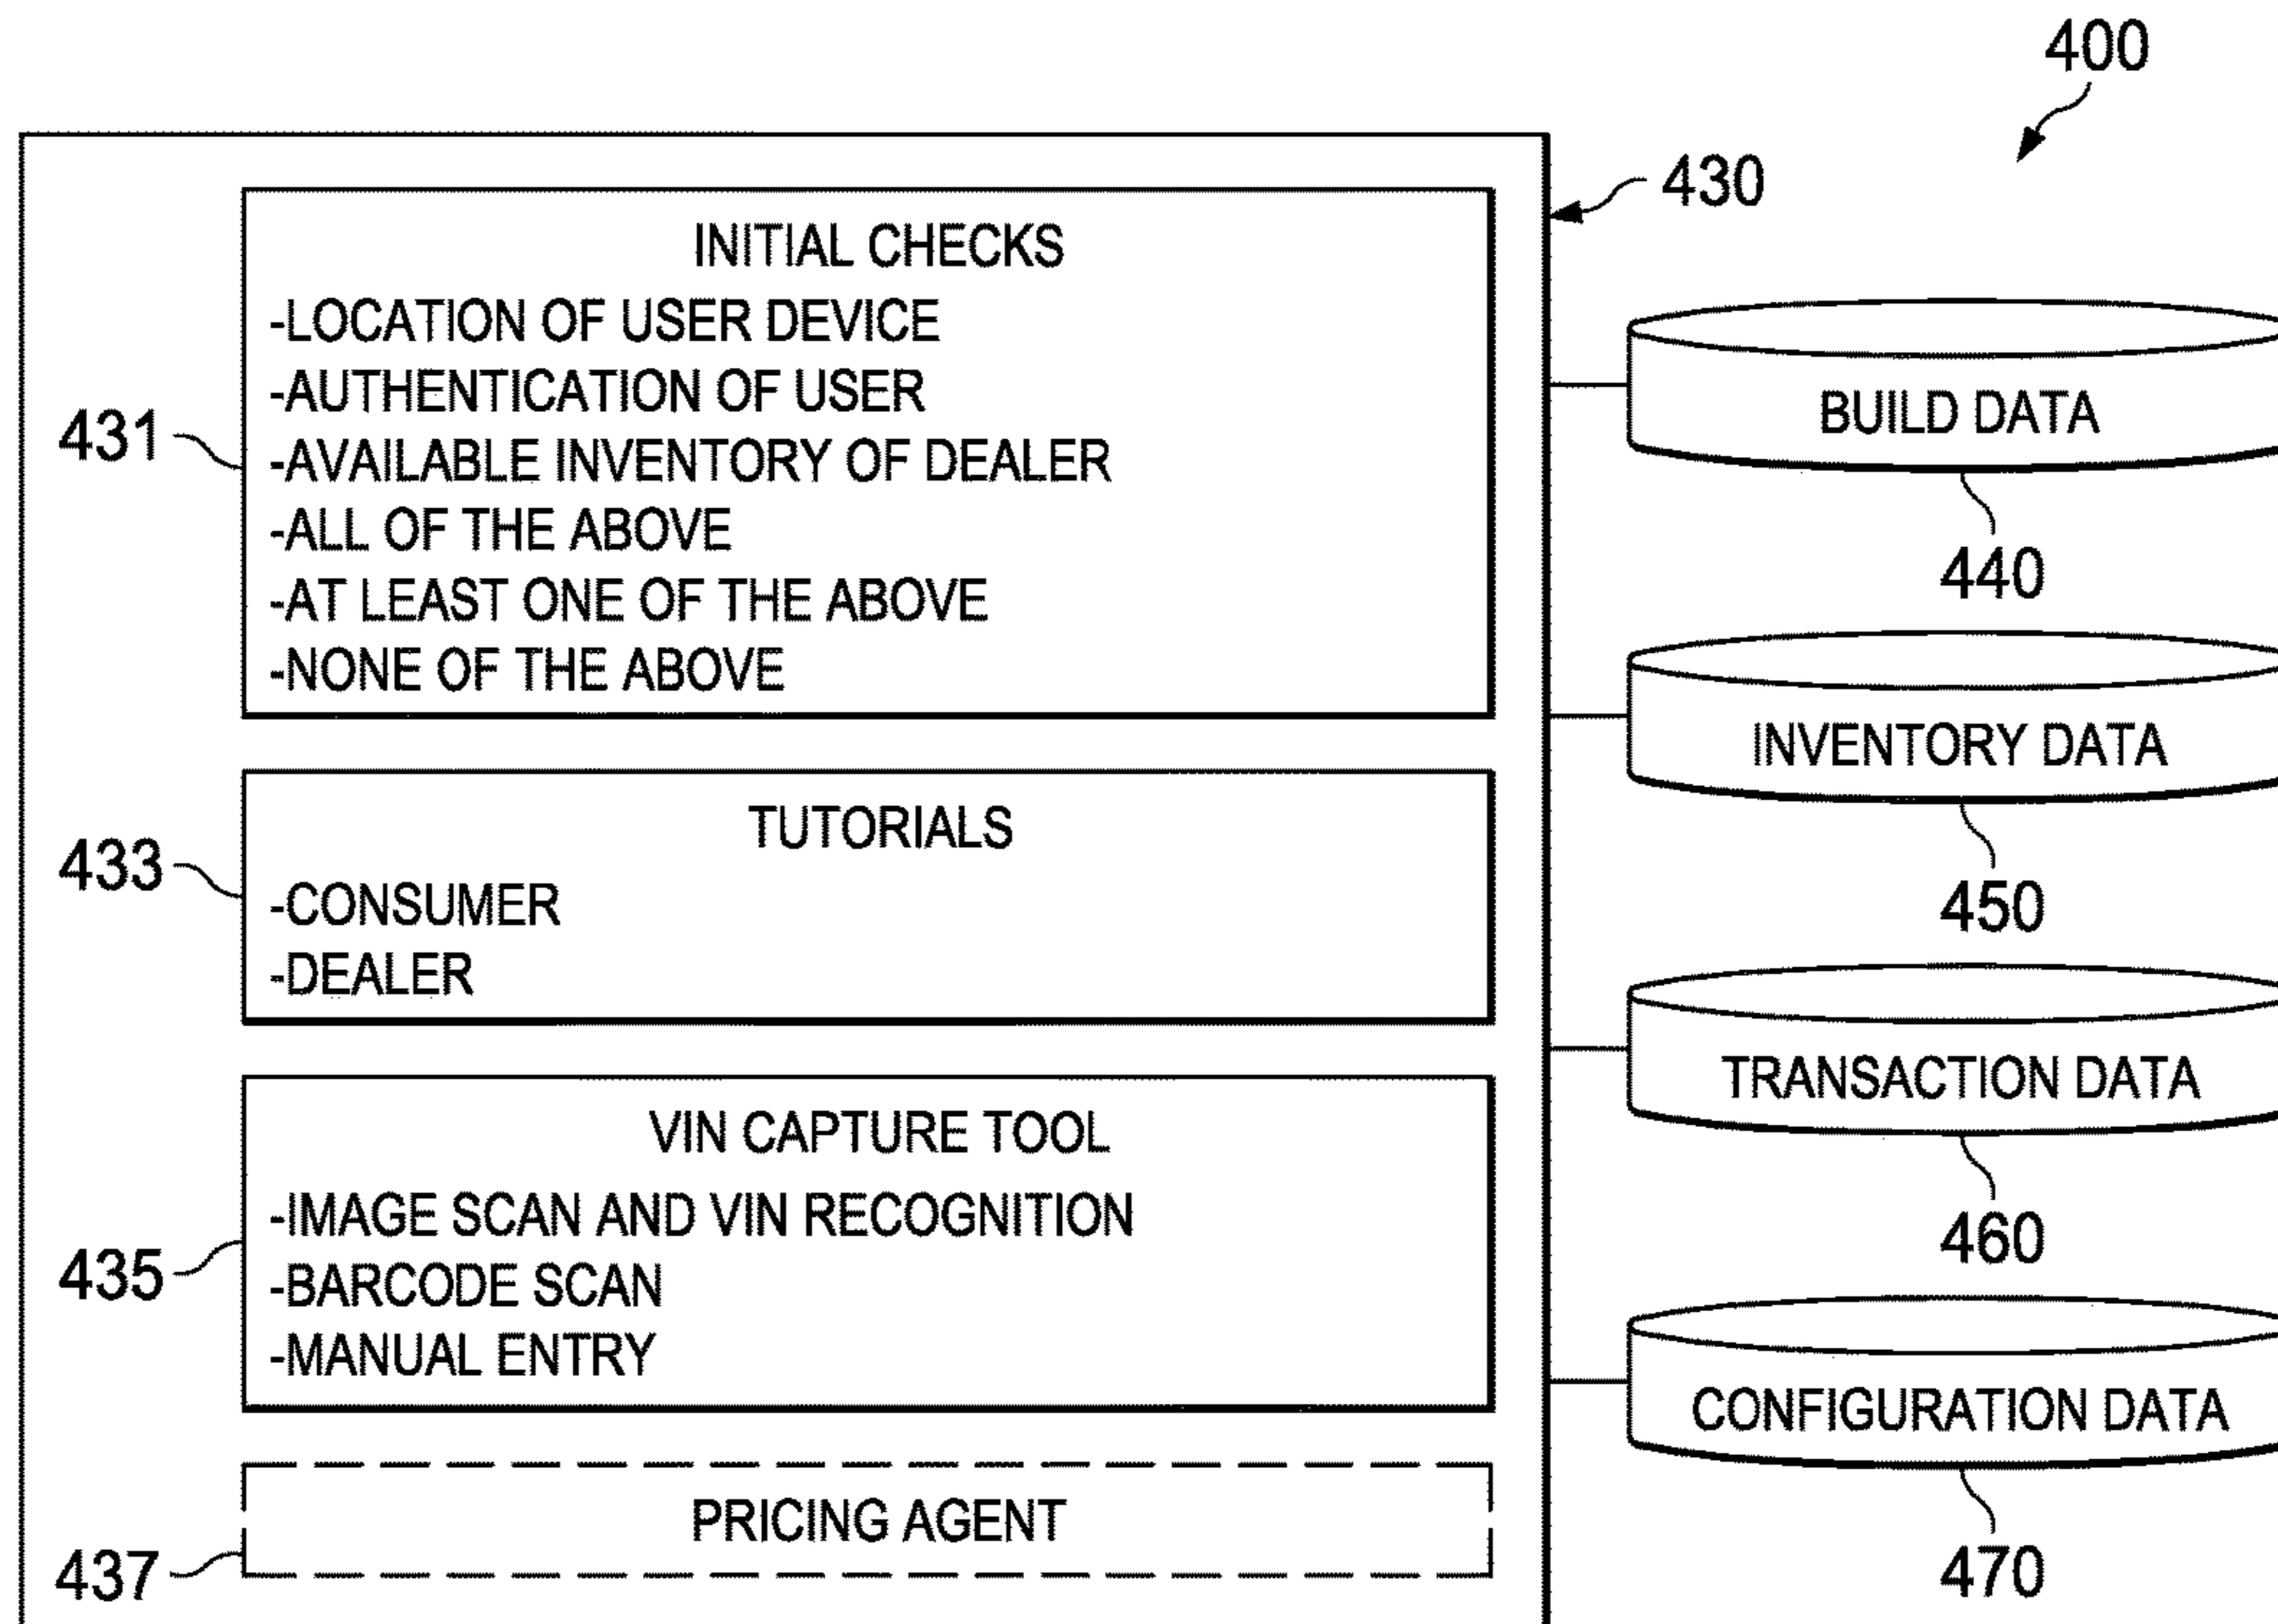 400
430
INITIAL CHECKS
-LOCATION OF USER DEVICE
-AUTHENTICATION OF USER
431
-AVAILABLE INVENTORY OF DEALER
-ALL OF THE ABOVE
-AT LEAST ONE OF THE ABOVE
-NONE OF THE ABOVE
TUTORIALS
433
-CONSUMER
-DEALER
VIN CAPTURE TOOL
-IMAGE SCAN AND VIN RECOGNITION
435
-BARCODE SCAN
-MANUAL ENTRY
PRICING AGENT
437
BUILD DATA
440
INVENTORY DATA
450
TRANSACTION DATA
460
CONFIGURATION DATA
470